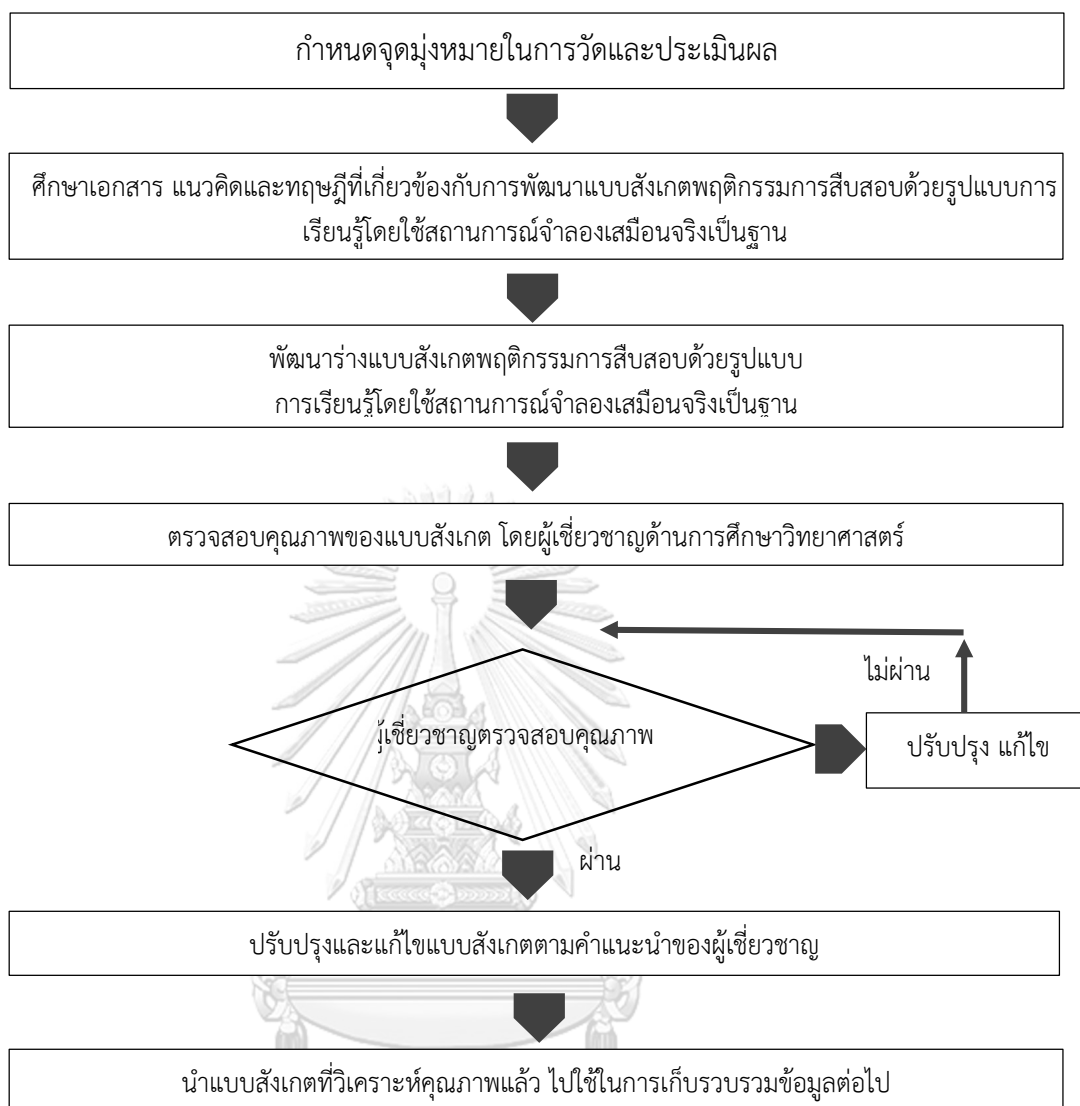 กำหนดจุดมุ่งหมายในการวัดและประเมินผล
ศึกษาเอกสาร แนวคิดและทฤษฎีที่เกี่ยวข้องกับการพัฒนาแบบสังเกตพฤติกรรมการสืบสอบด้วยรูปแบบการ
เรียนรู้โดยใช้สถานการณ์จำลองเสมือนจริงเป็นฐาน
พัฒนาร่างแบบสังเกตพฤติกรรมการสืบสอบด้วยรูปแบบ
การเรียนรู้โดยใช้สถานการณ์จำลองเสมือนจริงเป็นฐาน
ตรวจสอบคุณภาพของแบบสังเกต โดยผู้เชี่ยวชาญด้านการศึกษาวิทยาศาสตร์
ไม่ผ่าน
ผู้เชี่ยวชาญตรวจสอบคุณภาพ
ปรับปรุง แก้ไข
ผ่าน
ปรับปรุงและแก้ไขแบบสังเกตตามคำแนะนำของผู้เชี่ยวชาญ
นำแบบสังเกตที่วิเคราะห์คุณภาพแล้ว ไปใช้ในการเก็บรวบรวมข้อมูลต่อไป